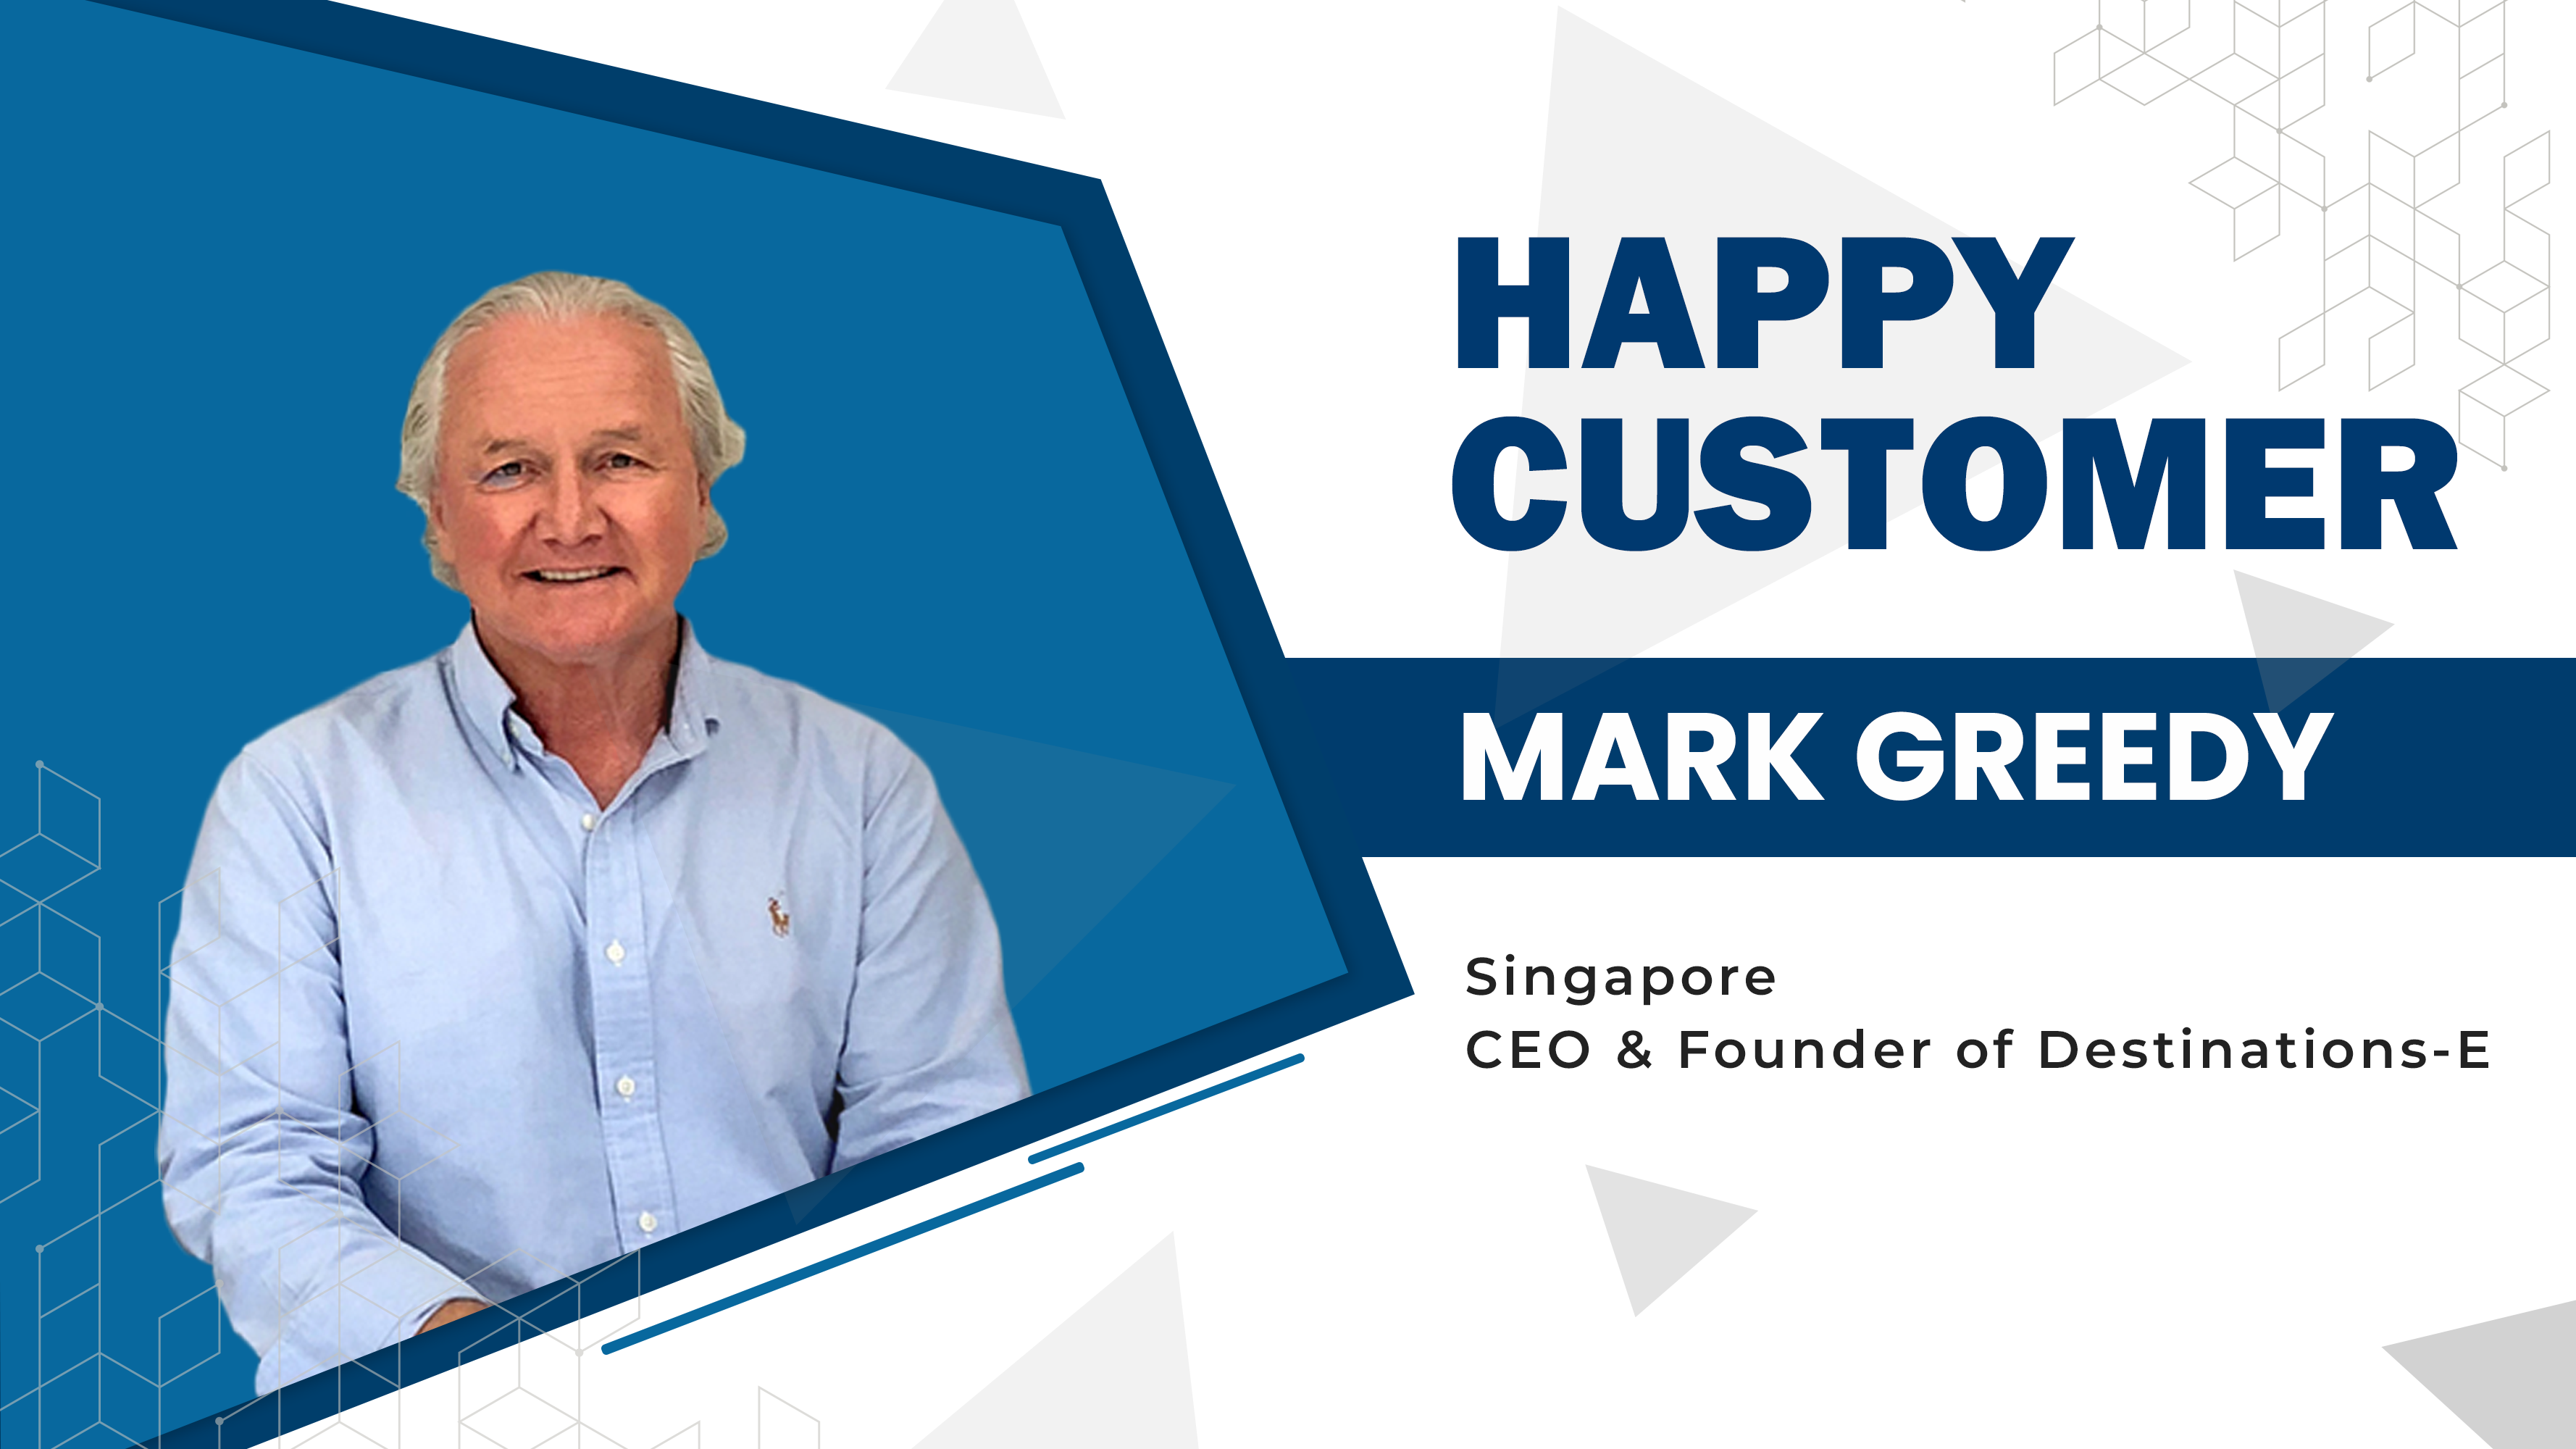 HAPPY
CUSTOMER
MARK GREEDY
Singapore
CEO & Founder of Destinations-E